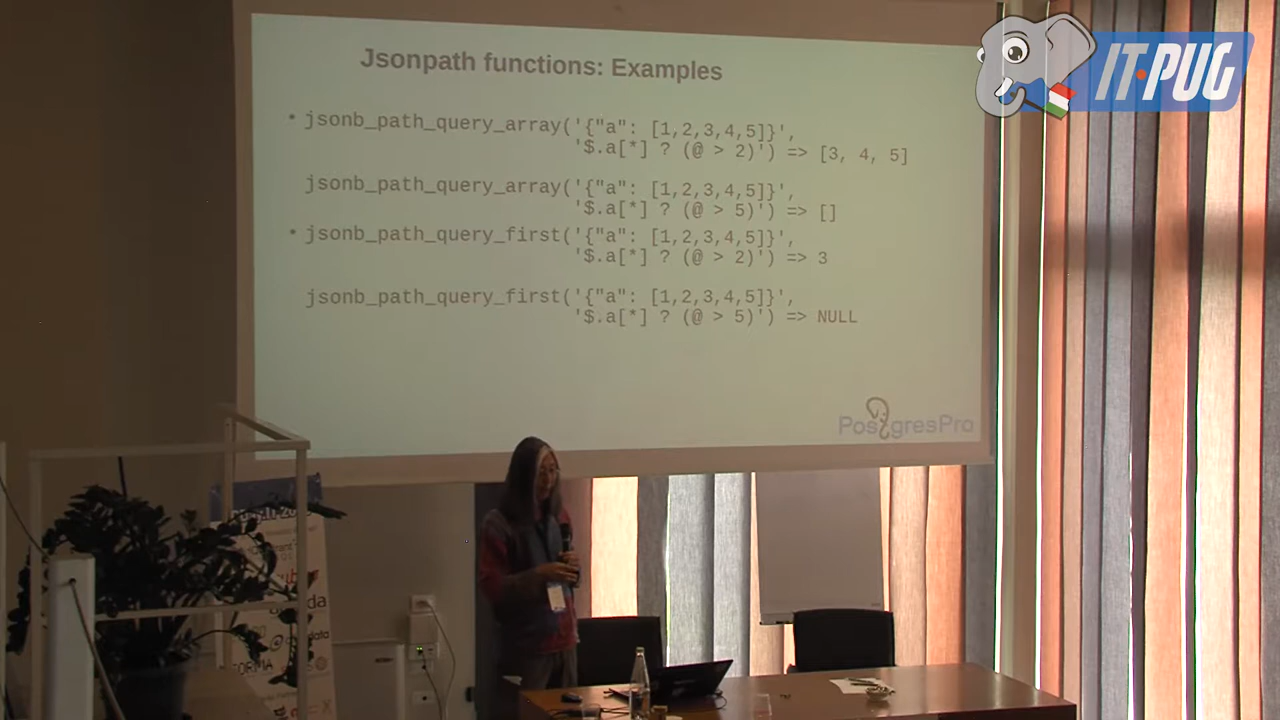 IT·PUG
Jsonpath functions: Examples
• jsonb_path_query_array('{"a": [1,2,3,4,5]}',
'$.a[*] ? (@ > 2)') => [3, 4, 5]
jsonb_path_query_array('{"a": [1,2,3,4,5]}',
'$.a[*] ? (@ > 5)') => []
• jsonb_path_query_first('{"a": [1,2,3,4,5]}',
'$.a[*] ? (@ > 2)') => 3
jsonb_path_query_first('{"a": [1,2,3,4,5]}',
'$.a[*] ? (@ > 5)') => NULL
PostgresPro